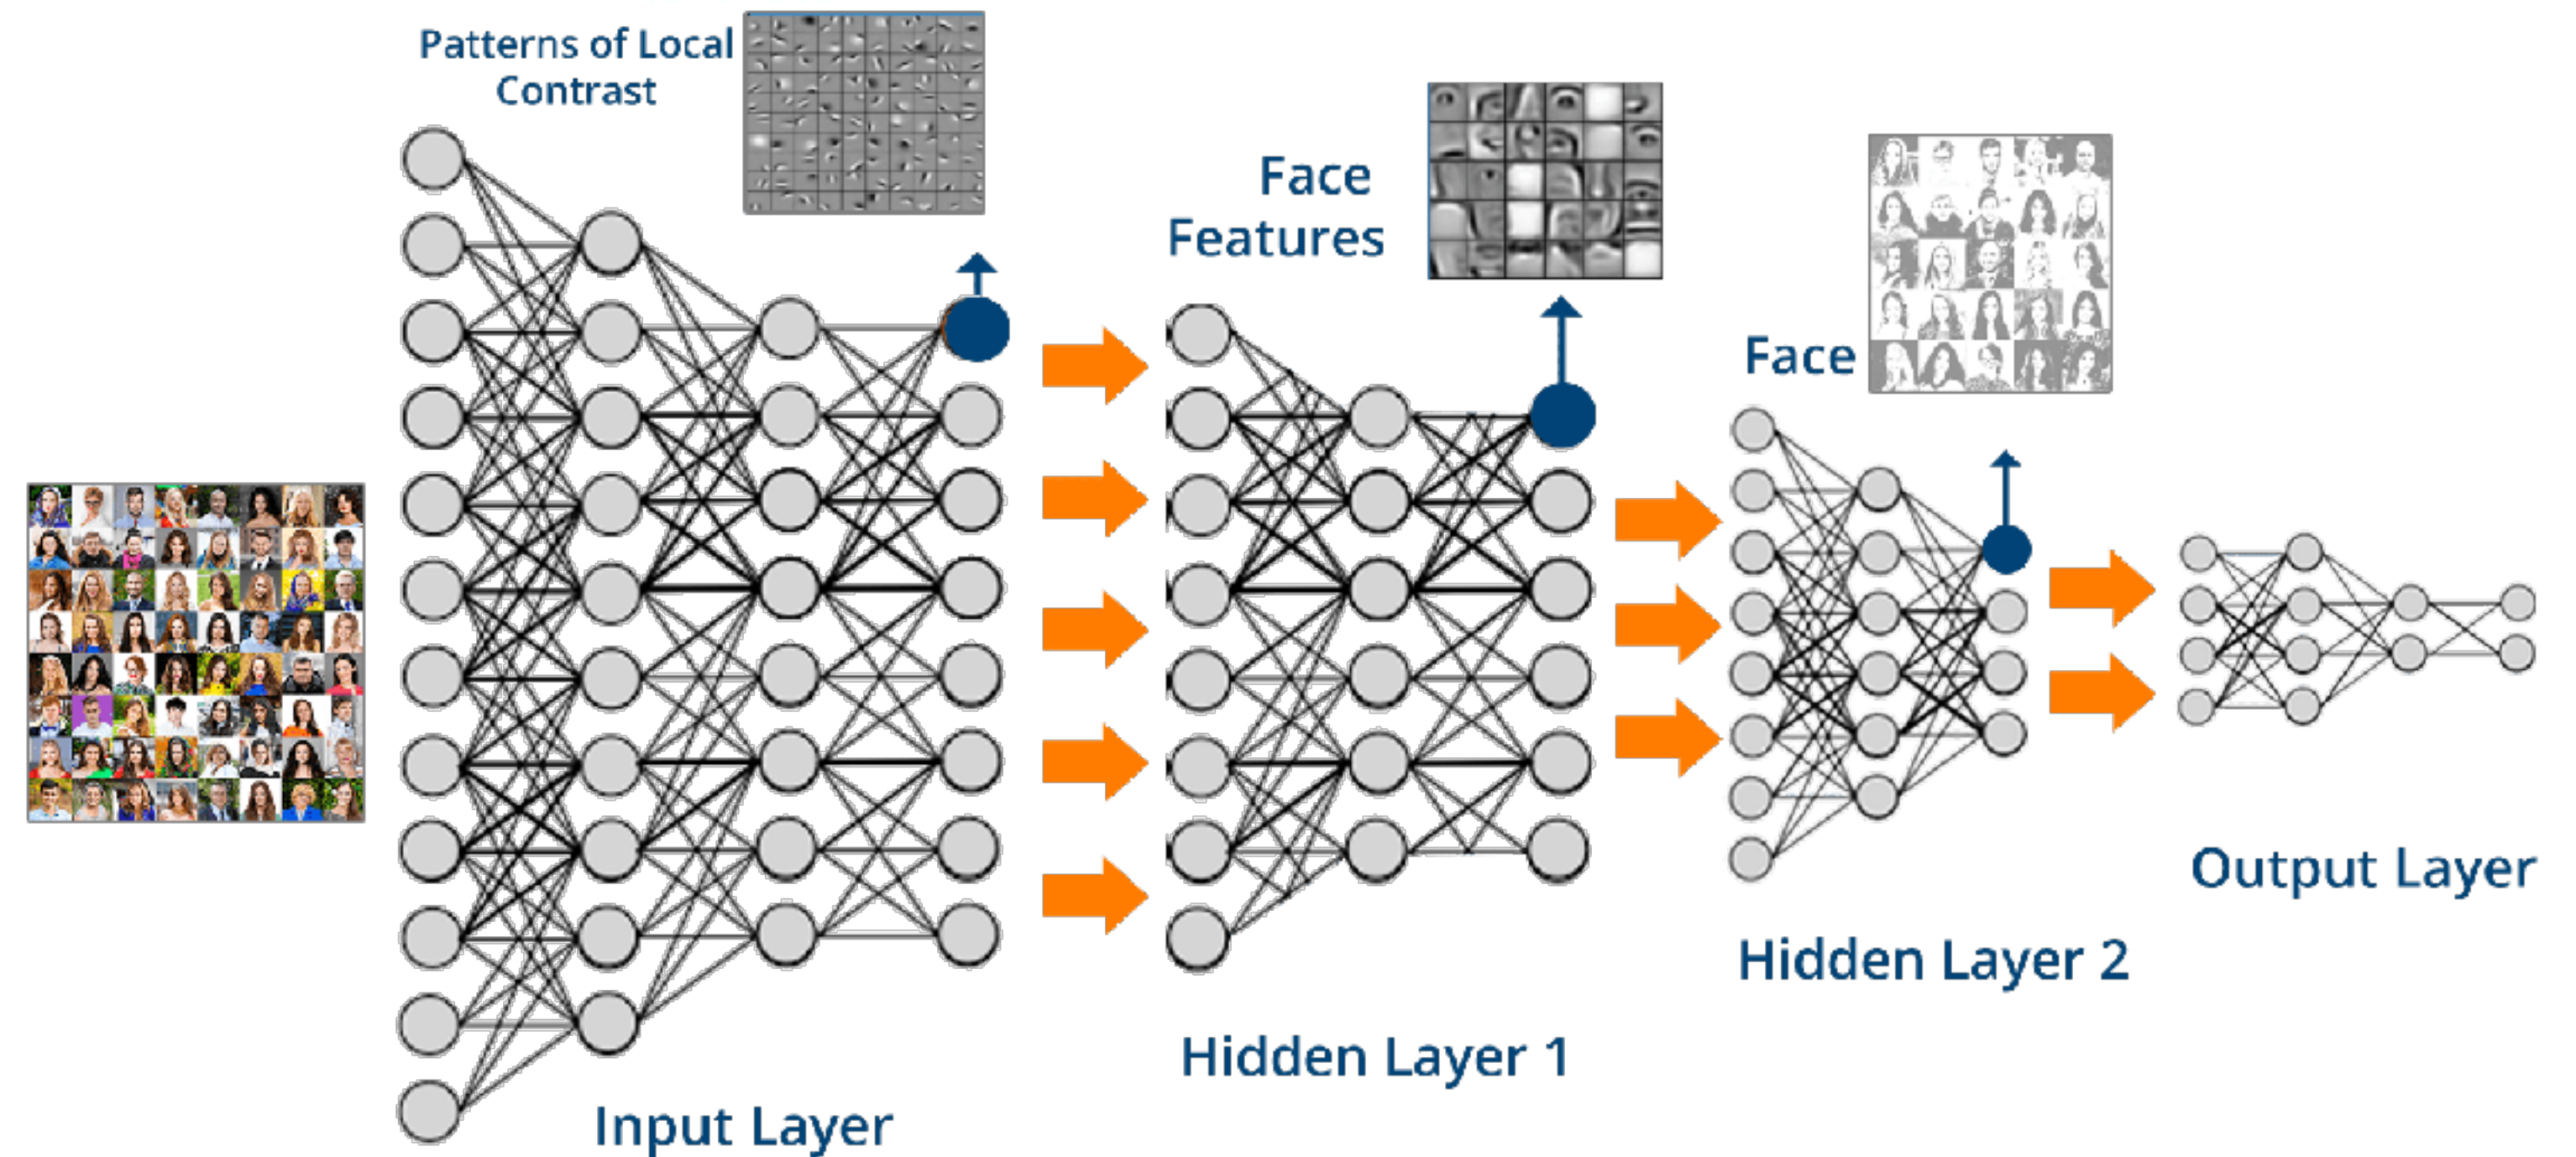 Patterns of Local
Contrast
Face
Features
Face
Input Layer
Hidden Layer 1
Hidden Layer 2
Output Layer